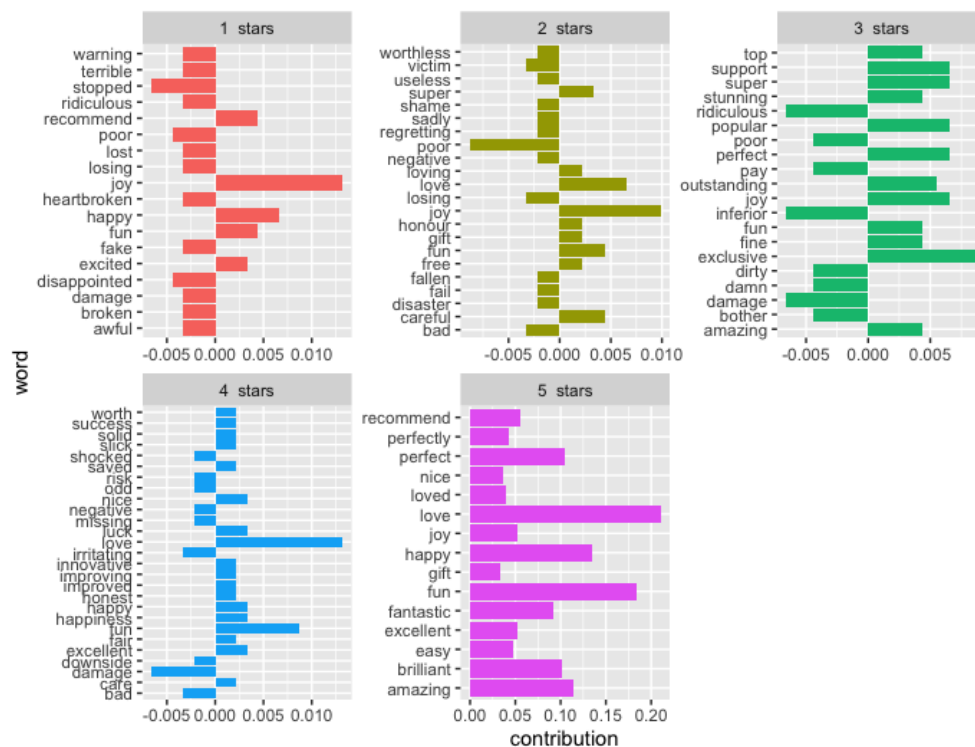 1 stars
warning
terrible
stopped
ridiculous
recommend
poor
lost
losing
joy
heartbroken
happy
fun
fake
excited
disappointed
damage
broken
awful
-0.005 0.000 0.005 0.010
2 stars
worthless
victim
useless
super
shame
sadly
regretting
poor
negative
loving
love
losing
joy
honour
gift
fun
free
fallen
fail
disaster
careful
bad
-0.005 0.000 0.005 0.010
3 stars
top
support
super
stunning
ridiculous
popular
poor
perfect
pay
outstanding
joy
inferior
fun
fine
exclusive
dirty
damn
damage
bother
amazing
-0.005 0.000 0.005
word
4 stars
worth
success
solid
slick
shocked
saved
risk
odd
nice
negative
missing
luck
love
irritating
innovative
improving
improved
honest
happy
happiness
fun
fair
excellent
downside
damage
care
bad
-0.005 0.000 0.005 0.010
5 stars
recommend
perfectly
perfect
nice
loved
love
joy
happy
gift
fun
fantastic
excellent
easy
brilliant
amazing
0.00 0.05 0.10 0.15 0.20
contribution